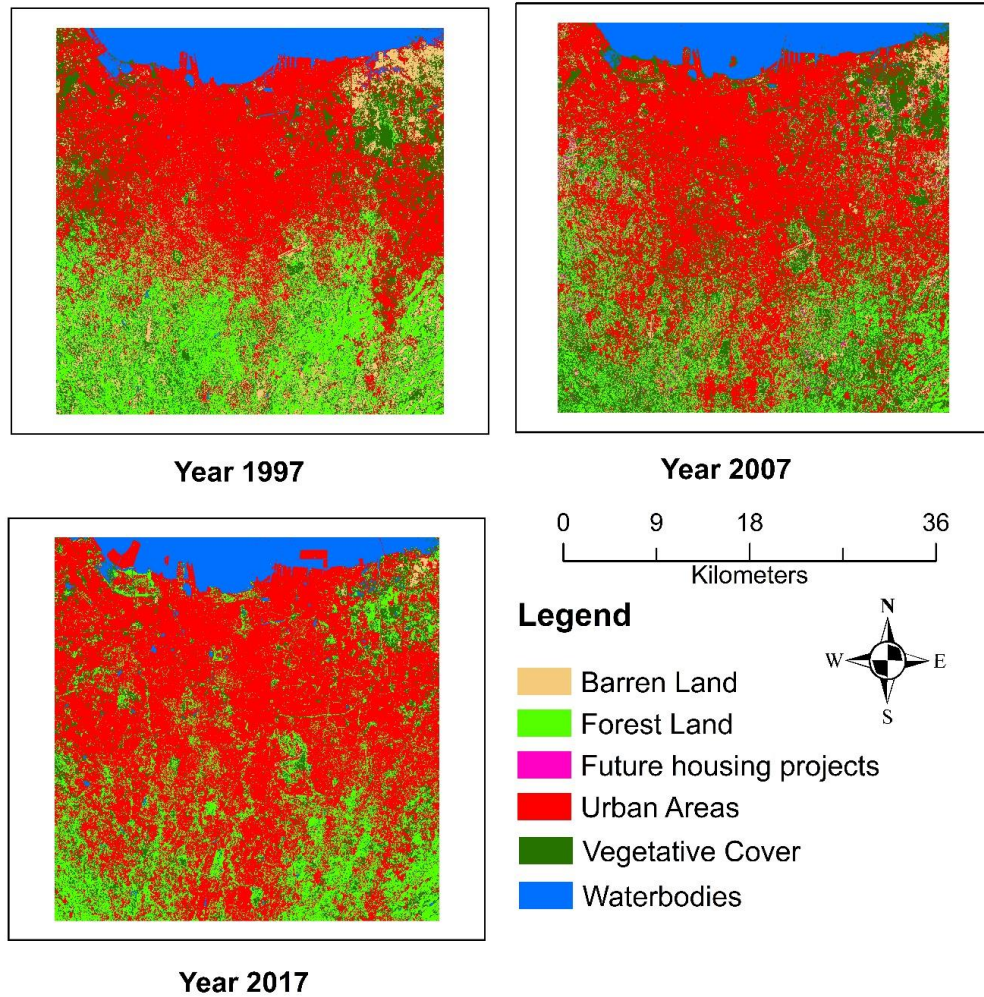 Year 1997
Year 2007
0 9 18 36
Kilometers
Legend
Barren Land
Forest Land
Future housing projects
Urban Areas
Vegetative Cover
Waterbodies
N
W E
S
Year 2017